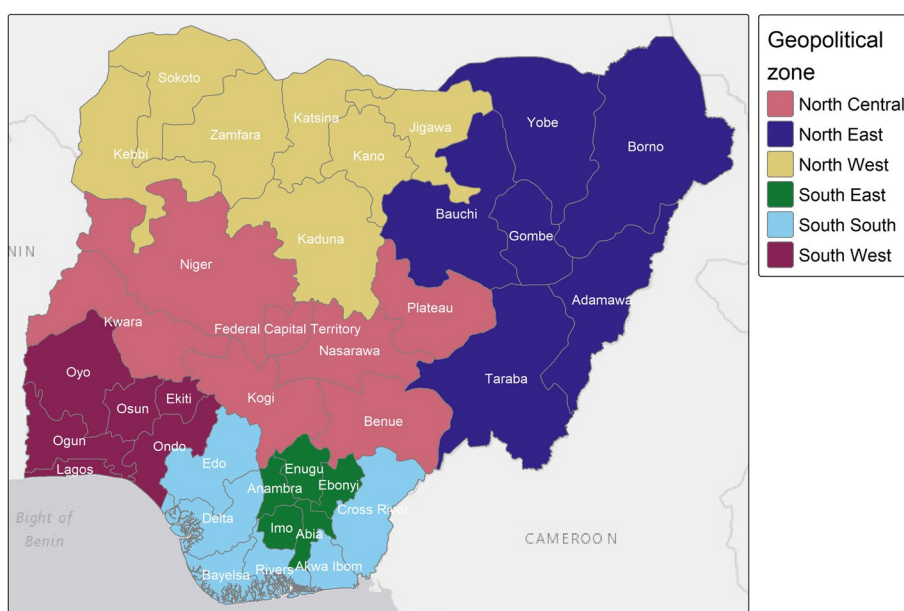 Geopolitical
zone
North Central
North East
North West
South East
South South
South West
Sokoto
Katsina
Jigawa
Yobe
Zamfara
Kano
Borno
Kebbi
Bauchi
Kaduna
Gombe
NIN
Niger
Adamawa
Plateau
Kwara
Federal Capital Territory
Nasarawa
Oyo
Taraba
Kogi
Ekiti
Osun
Benue
Ogun
Ondo
Edo
Enugu
Lagos
Anambra
Ebonyi
Cross River
Bight of
Benin
Delta
Imo
Abia
CAMEROON
Bayelsa
Rivers
Akwa Ibom